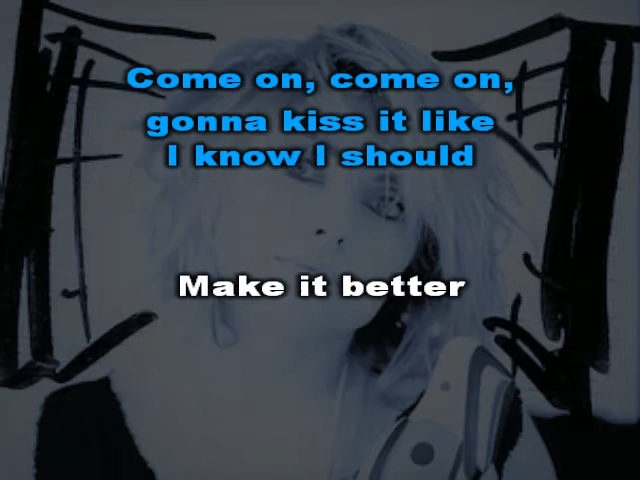 Come on, come on,
gonna kiss it like
I know I should
Make it better